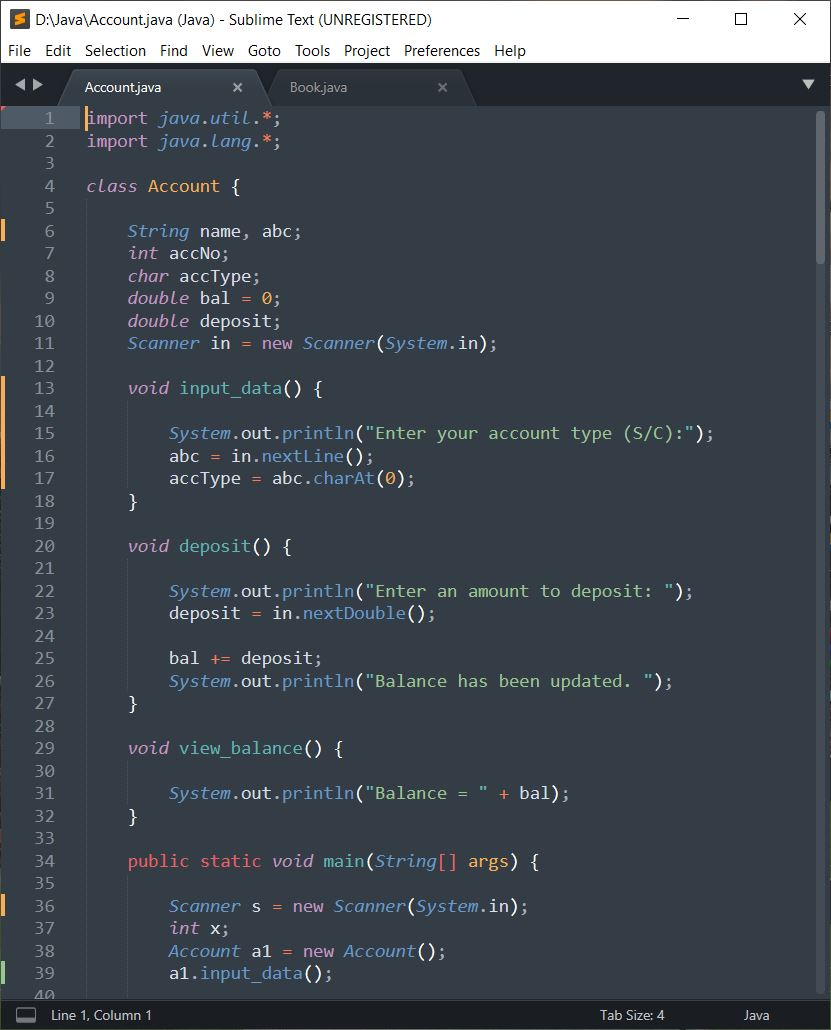 D:\Java\Account.java (Java) - Sublime Text (UNREGISTERED)
File Edit Selection Find View Goto Tools Project Preferences Help
Account.java Book.java
1 import java.util.*;
2 import java.lang.*;
3
4 class Account {
5
6     String name, abc;
7     int accNo;
8     char accType;
9     double bal = 0;
10     double deposit;
11     Scanner in = new Scanner(System.in);
12
13     void input_data() {
14
15         System.out.println("Enter your account type (S/C):");
16         abc = in.nextLine();
17         accType = abc.charAt(0);
18     }
19
20     void deposit() {
21
22         System.out.println("Enter an amount to deposit: ");
23         deposit = in.nextDouble();
24
25         bal += deposit;
26         System.out.println("Balance has been updated. ");
27     }
28
29     void view_balance() {
30
31         System.out.println("Balance = " + bal);
32     }
33
34     public static void main(String[] args) {
35
36         Scanner s = new Scanner(System.in);
37         int x;
38         Account a1 = new Account();
39         a1.input_data();
40
Line 1, Column 1 Tab Size: 4 Java